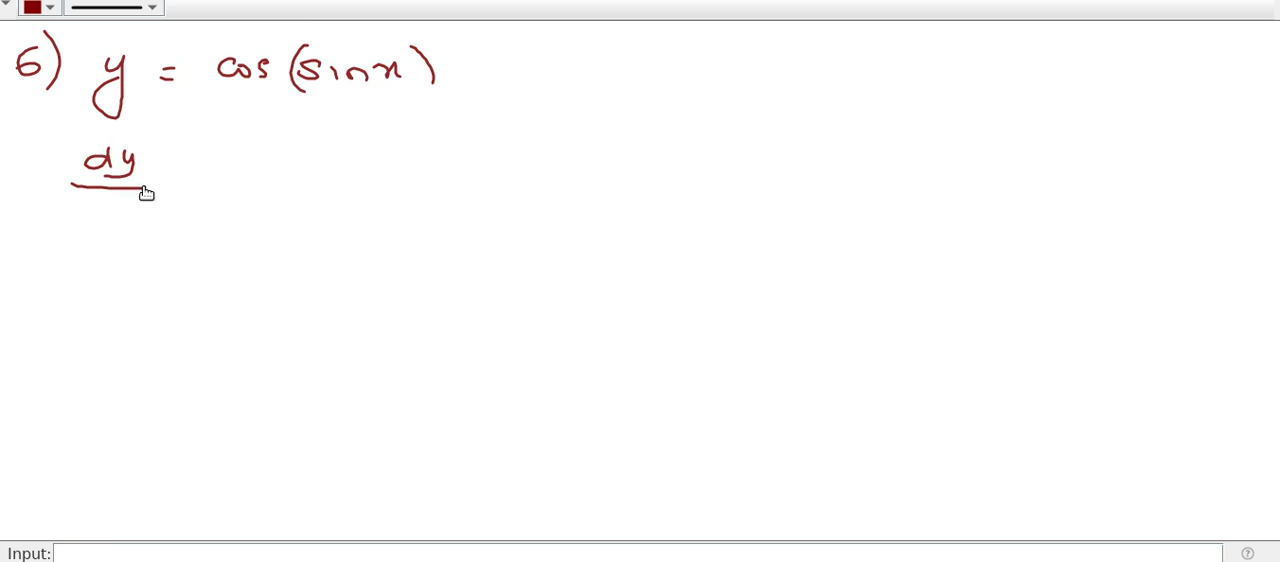 6) y = cos (sinx)
dy
Input: